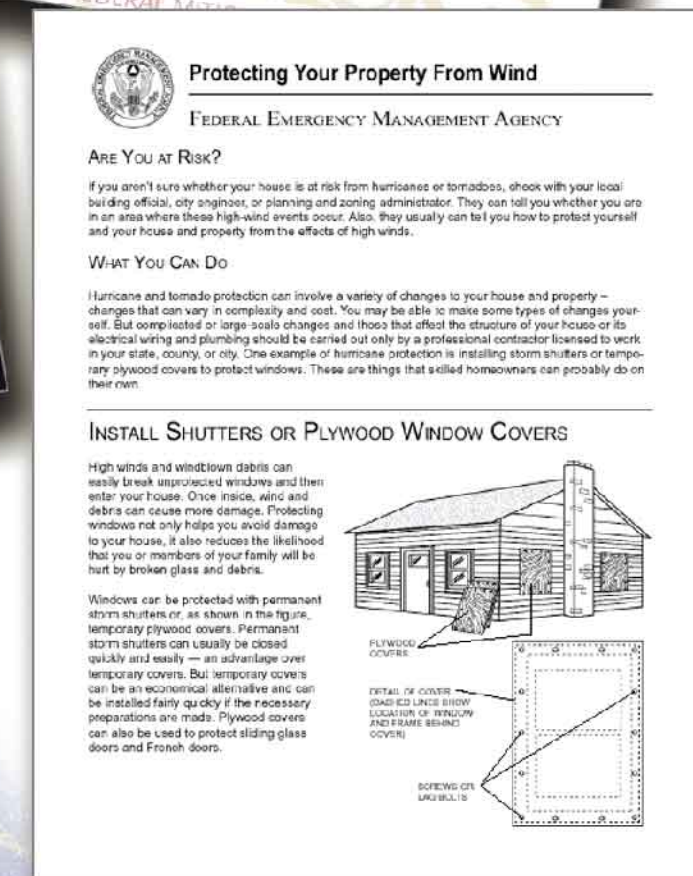 FEDERAL
Protecting Your Property From Wind
FEDERAL EMERGENCY MANAGEMENT AGENCY
ARE YOU AT RISK?
If you aren't sure whether your house is at risk from hurricanes or tornadoes, check with your local
building official, city engineer, or planning and zoning administrator. They can tell you whether you are
in an area where these high-wind events occur. Also, they usually can tell you how to protect yourself
and your house and property from the effects of high winds.
WHAT YOU CAN DO
Hurricane and tornado protection can involve a variety of changes to your house and property –
changes that can vary in complexity and cost. You may be able to make some types of changes your-
self. But complicated or large-scale changes and those that affect the structure of your house or its
electrical wiring and plumbing should be carried out only by a professional contractor licensed to work
in your state, county, or city. One example of hurricane protection is installing storm shutters or tempo-
rary plywood covers to protect windows. These are things that skilled homeowners can probably do on
their own.
INSTALL SHUTTERS OR PLYWOOD WINDOW COVERS
High winds and windblown debris can
easily break unprotected windows and then
enter your house. Once inside, wind and
debris can cause more damage. Protecting
windows not only helps you avoid damage
to your house, it also reduces the likelihood
that you or members of your family will be
hurt by broken glass and debris.
Windows can be protected with permanent
storm shutters or, as shown in the figure,
temporary plywood covers. Permanent
storm shutters can usually be closed
quickly and easily — an advantage over
temporary covers. But temporary covers
can be an economical alternative and can
be installed fairly quickly if the necessary
preparations are made. Plywood covers
can also be used to protect sliding glass
doors and French doors.
PLYWOOD
COVERS
DETAIL OF COVER
(DASHED LINES SHOW
LOCATION OF WINDOW
AND FRAME BEHIND
COVER)
SCREWS OR
LAG BOLTS